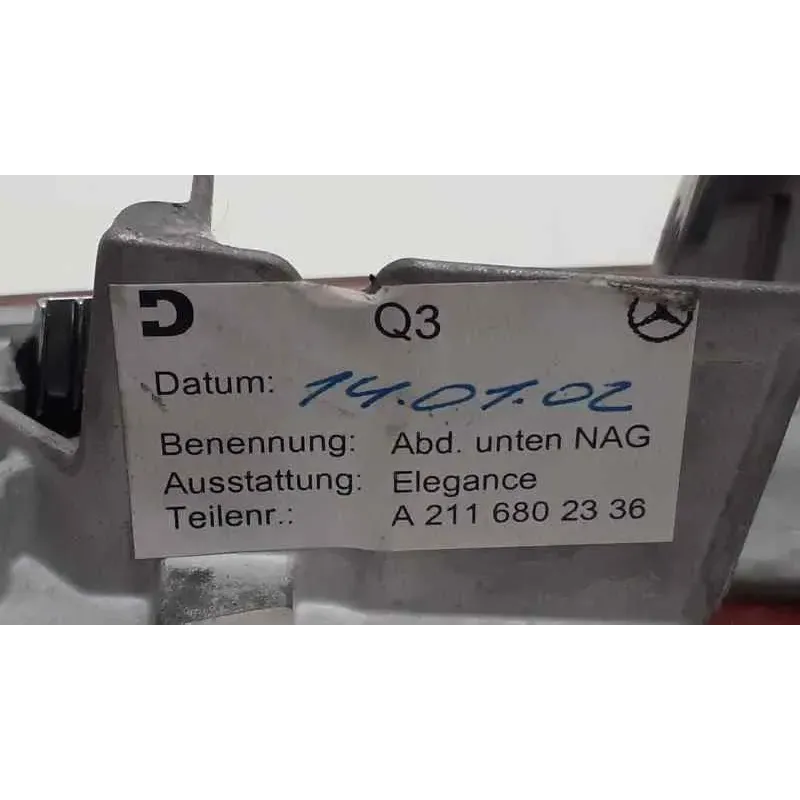 Q3
Datum: 14.01.02
Benennung: Abd. unten NAG
Ausstattung: Elegance
Teilenr.: A 211 680 23 36